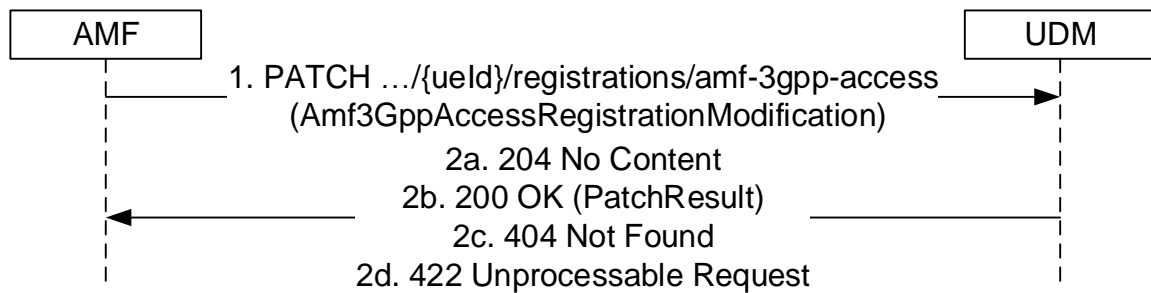 AMF
UDM
1. PATCH …/{ueId}/registrations/amf-3gpp-access
(Amf3GppAccessRegistrationModification)
2a. 204 No Content
2b. 200 OK (PatchResult)
2c. 404 Not Found
2d. 422 Unprocessable Request